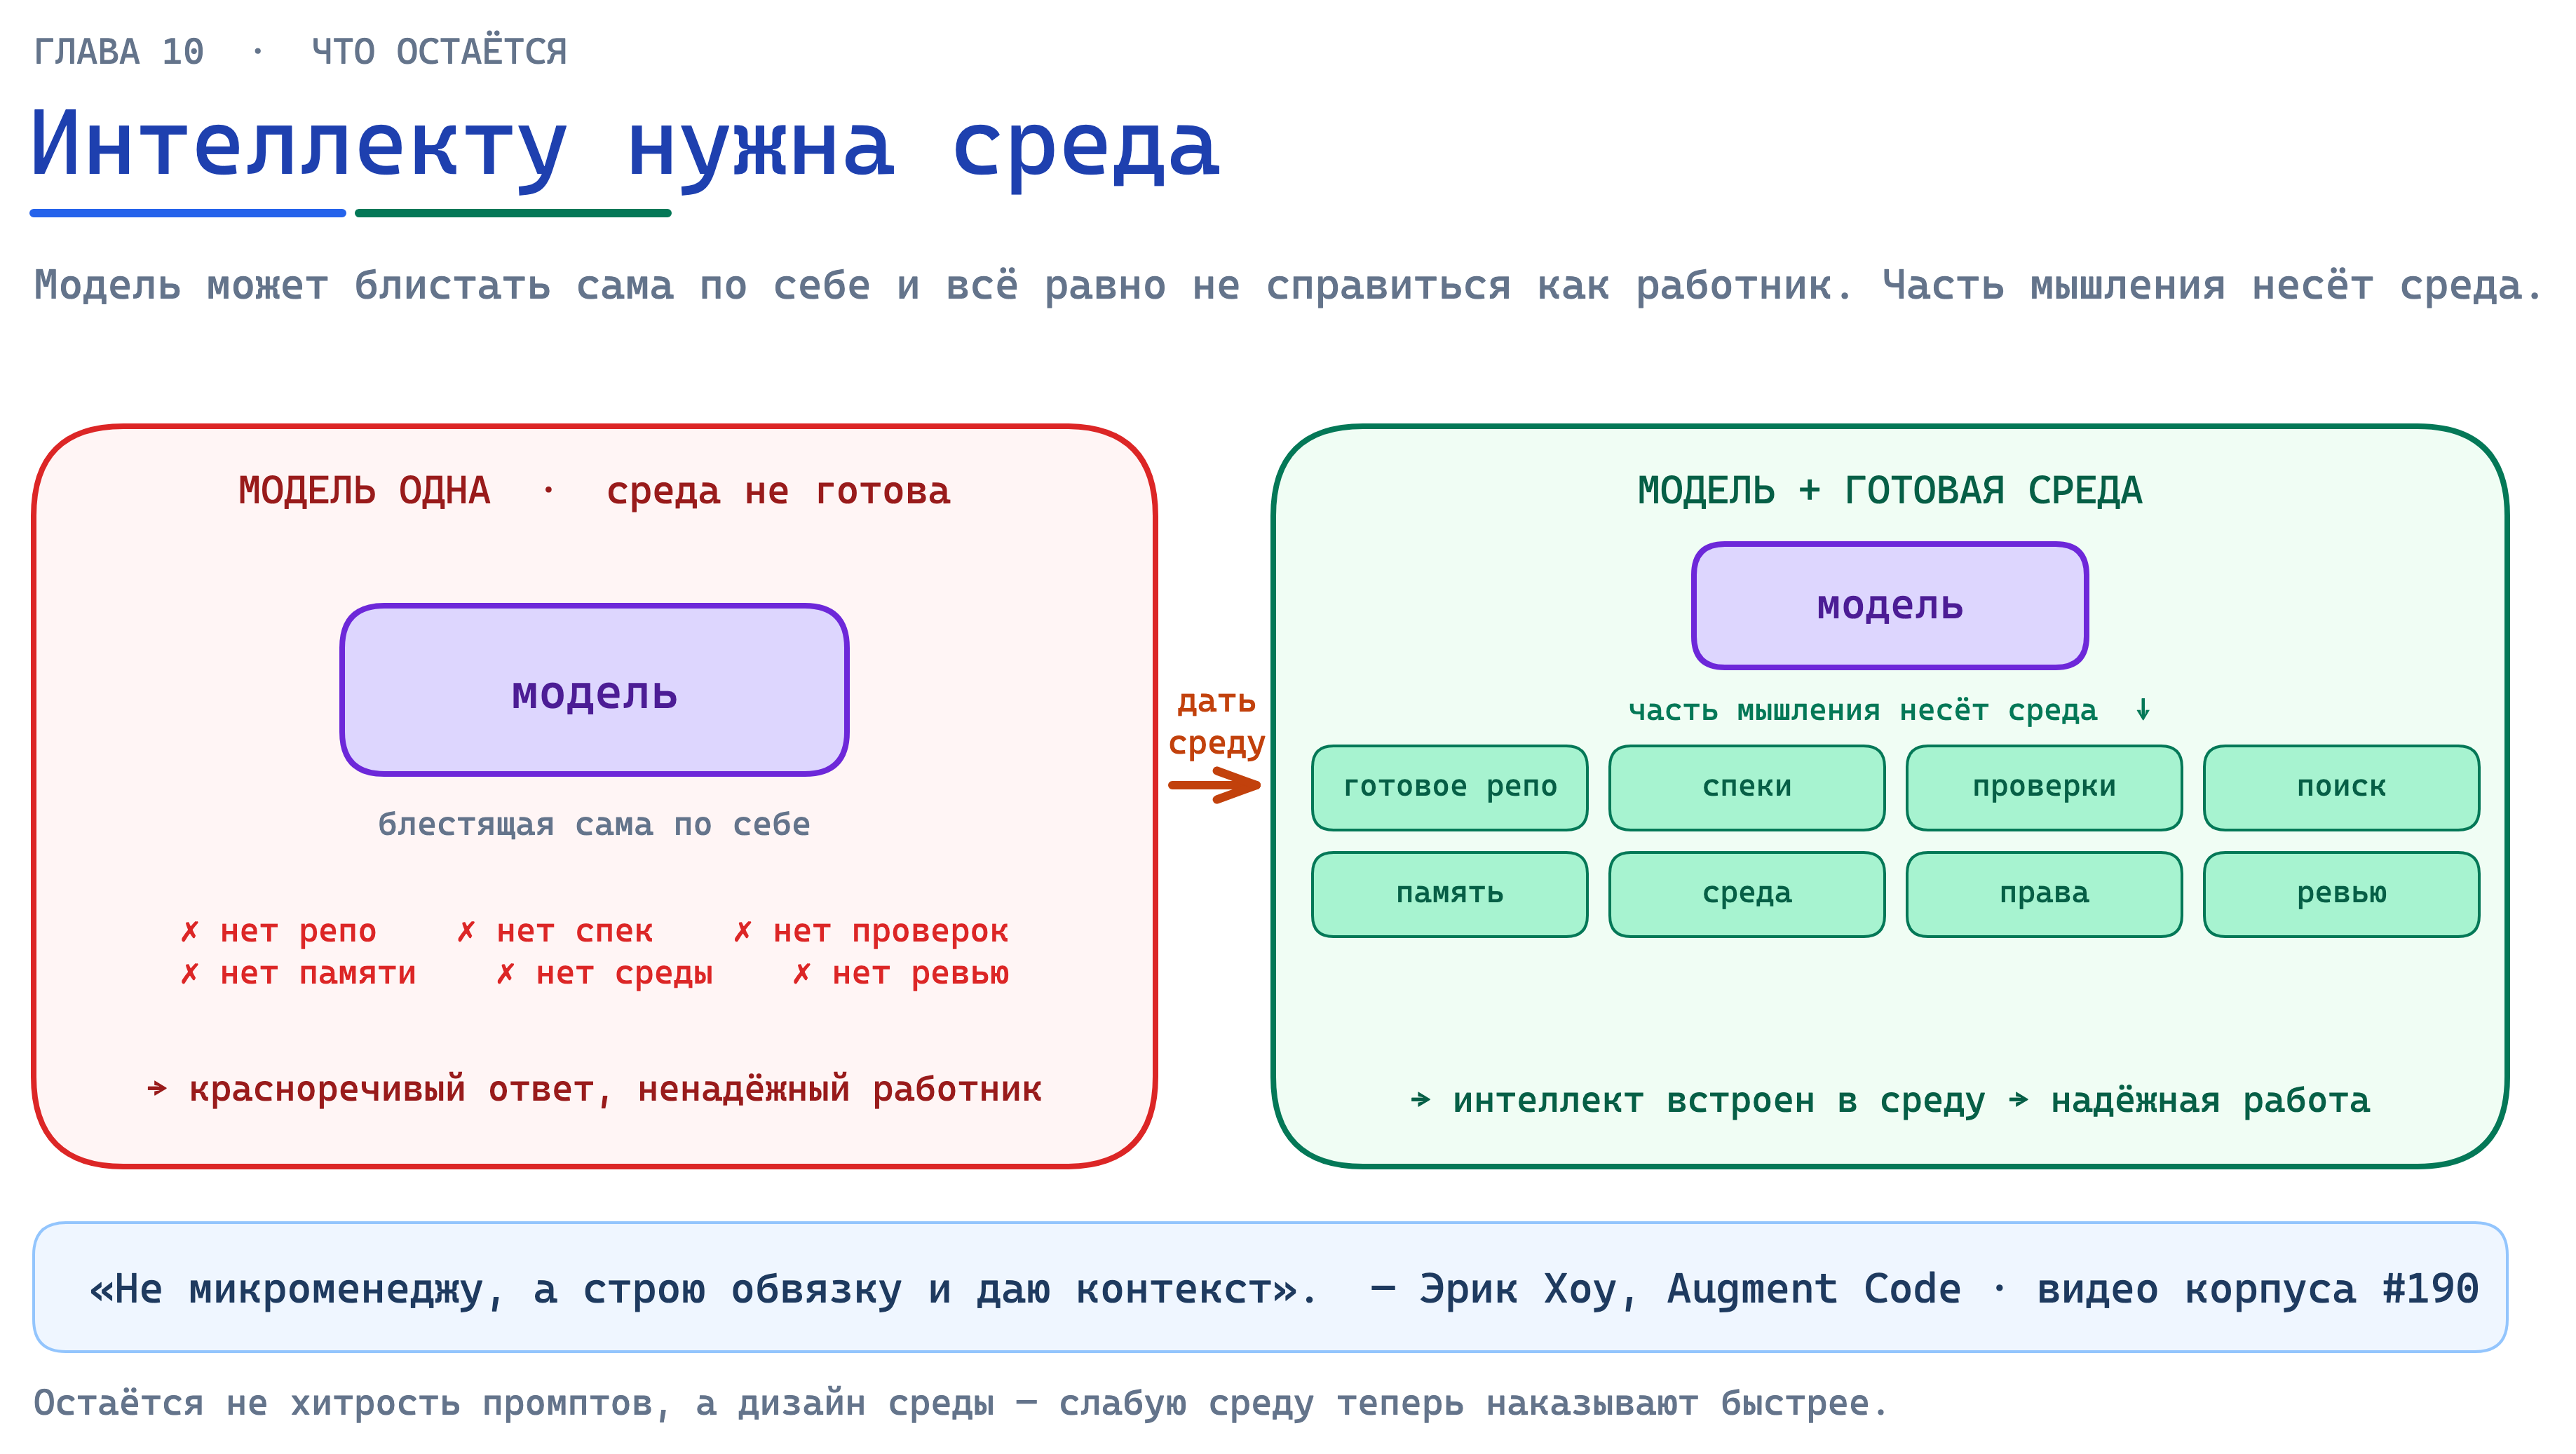 ГЛАВА 10 · ЧТО ОСТАЁТСЯ
Интеллекту нужна среда
Модель может блистать сама по себе и всё равно не справиться как работник. Часть мышления несёт среда.
МОДЕЛЬ ОДНА · среда не готова
модель
блестящая сама по себе
✗ нет репо ✗ нет спек ✗ нет проверок
✗ нет памяти ✗ нет среды ✗ нет ревью
→ красноречивый ответ, ненадёжный работник
дать
среду
МОДЕЛЬ + ГОТОВАЯ СРЕДА
модель
часть мышления несёт среда ↓
готовое репо спеки проверки поиск
память среда права ревью
→ интеллект встроен в среду → надёжная работа
«Не микроменеджу, а строю обвязку и даю контекст». — Эрик Хоу, Augment Code · видео корпуса #190
Остаётся не хитрость промптов, а дизайн среды — слабую среду теперь наказывают быстрее.